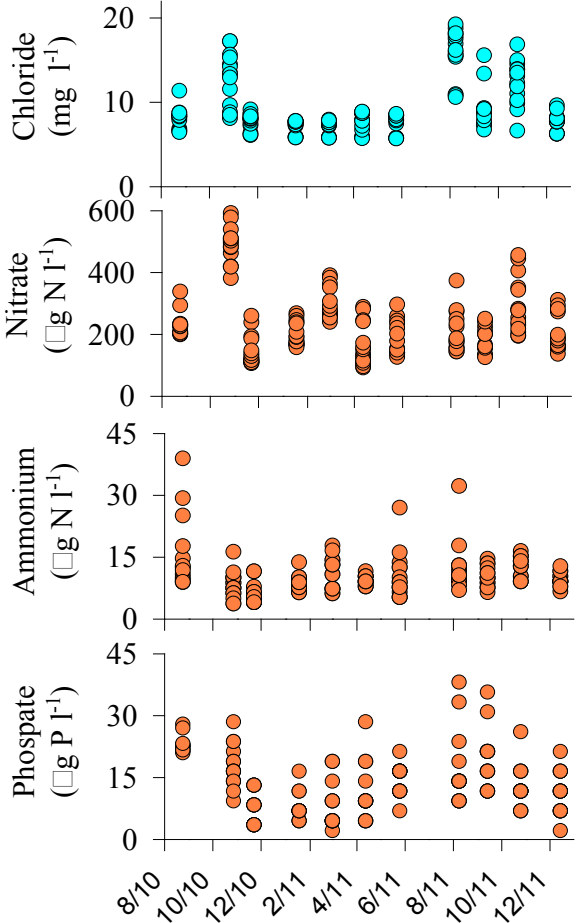 Chloride
(mg l⁻¹)
20
10
0
Nitrate
(□g N l⁻¹)
600
400
200
0
Ammonium
(□g N l⁻¹)
45
30
15
0
Phospate
(□g P l⁻¹)
45
30
15
0
8/10 10/10 12/10 2/11 4/11 6/11 8/11 10/11 12/11